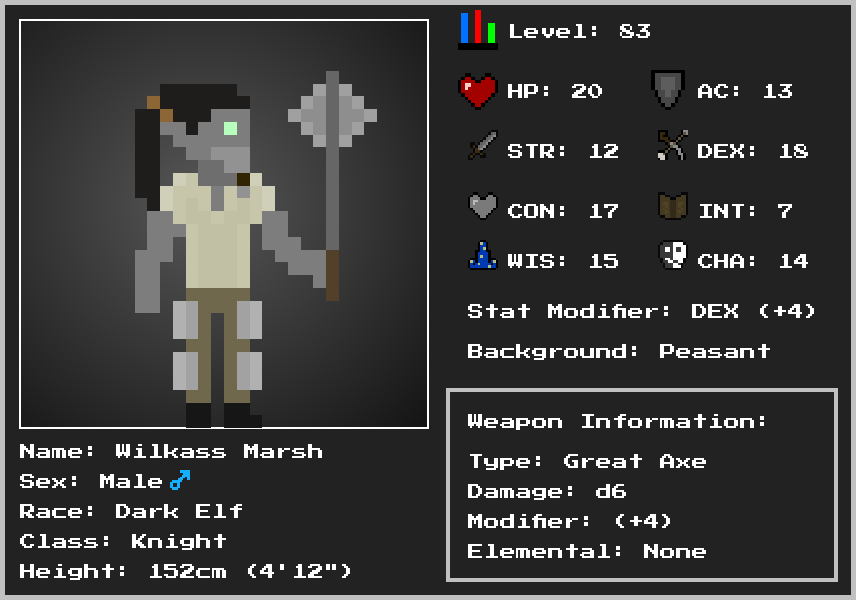 Level: 83
HP: 20 AC: 13
STR: 12 DEX: 18
CON: 17 INT: 7
WIS: 15 CHA: 14
Stat Modifier: DEX (+4)
Background: Peasant
Weapon Information:
Type: Great Axe
Damage: d6
Modifier: (+4)
Elemental: None
Name: Wilkass Marsh
Sex: Male ♂
Race: Dark Elf
Class: Knight
Height: 152cm (4'12")